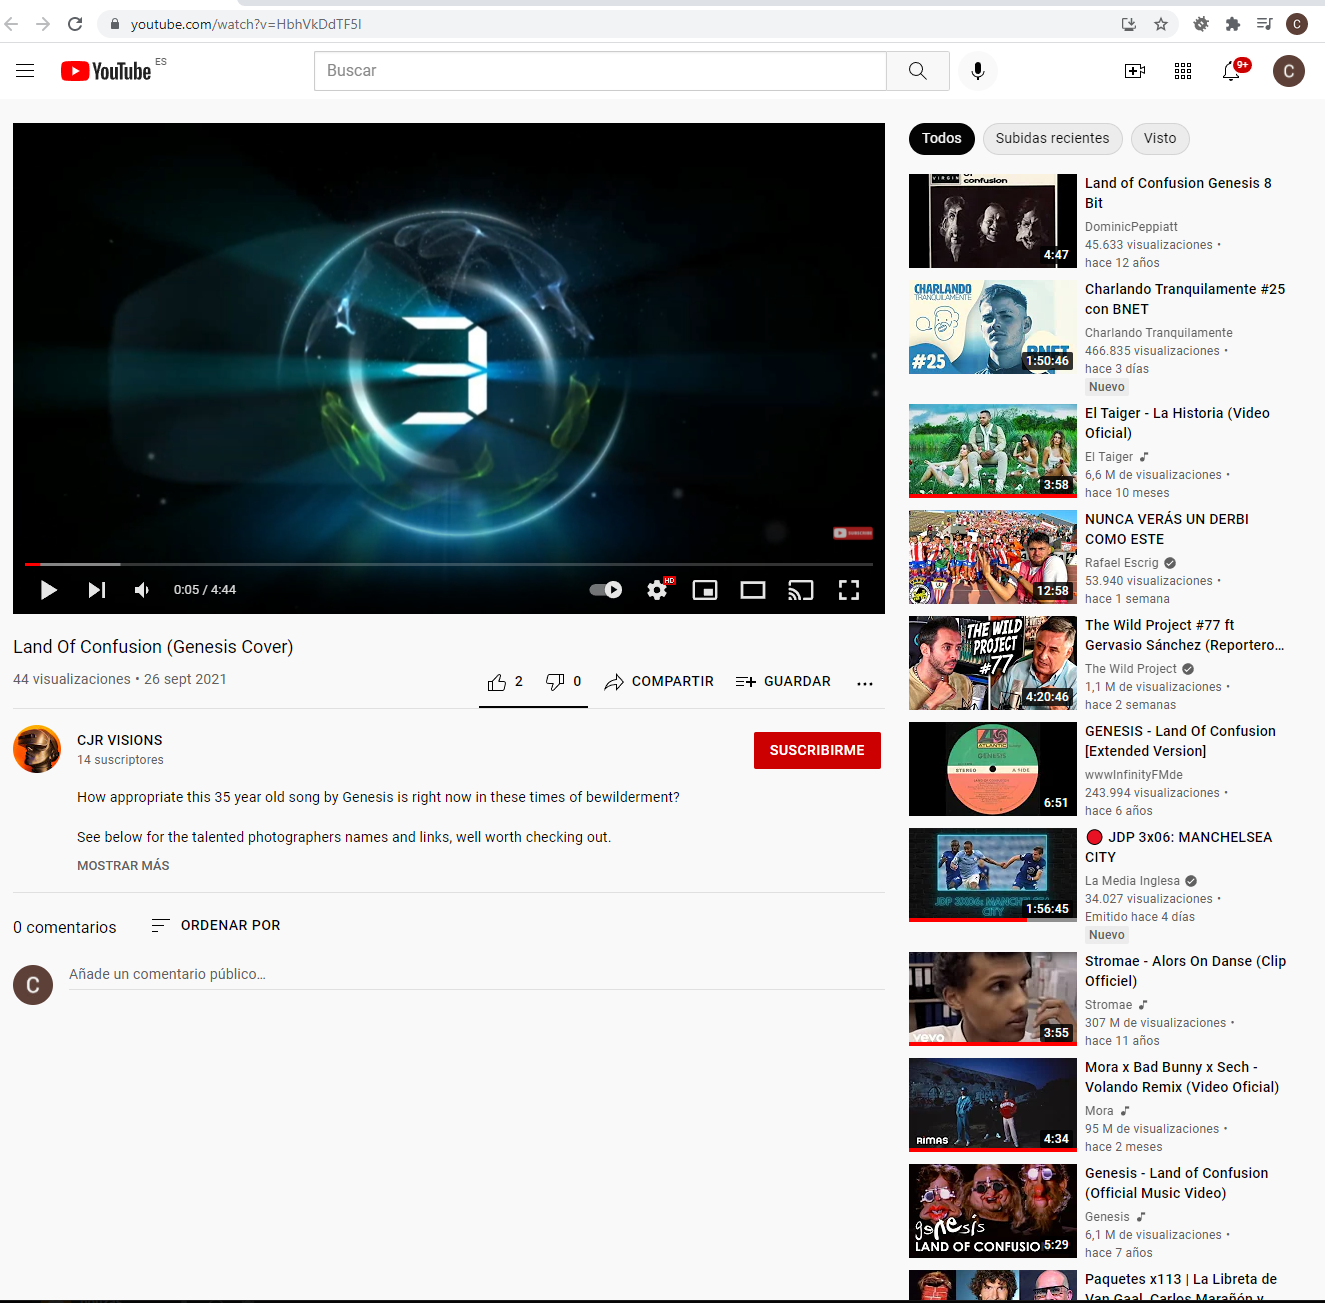 youtube.com/watch?v=HbhVkDdTF5I
C
YouTube ES
Buscar
9+
C
3
SUBSCRIBE
0:05 / 4:44
HD
Land Of Confusion (Genesis Cover)
44 visualizaciones • 26 sept 2021
2
0
COMPARTIR
GUARDAR
CJR VISIONS
14 suscriptores
SUSCRIBIRME
How appropriate this 35 year old song by Genesis is right now in these times of bewilderment?
See below for the talented photographers names and links, well worth checking out.
MOSTRAR MÁS
0 comentarios
ORDENAR POR
C
Añade un comentario público...
Todos
Subidas recientes
Visto
VIRGIN
confusion
4:47
Land of Confusion Genesis 8
Bit
DominicPeppiatt
45.633 visualizaciones •
hace 12 años
CHARLANDO
TRANQUILAMENTE
#25
BNET
1:50:46
Charlando Tranquilamente #25
con BNET
Charlando Tranquilamente
466.835 visualizaciones •
hace 3 días
Nuevo
3:58
El Taiger - La Historia (Video
Oficial)
El Taiger
6,6 M de visualizaciones •
hace 10 meses
12:58
NUNCA VERÁS UN DERBI
COMO ESTE
Rafael Escrig
53.940 visualizaciones •
hace 1 semana
THE WILD
PROJECT
#77
4:20:46
The Wild Project #77 ft
Gervasio Sánchez (Reportero...
The Wild Project
1,1 M de visualizaciones •
hace 2 semanas
ATLANTIC
GENESIS
STEREO
A SIDE
6:51
GENESIS - Land Of Confusion
[Extended Version]
wwwInfinityFMde
243.994 visualizaciones •
hace 6 años
JDP 3X06: MANCHELSEA
CITY
1:56:45
JDP 3x06: MANCHELSEA
CITY
La Media Inglesa
34.027 visualizaciones •
Emitido hace 4 días
Nuevo
vevo
3:55
Stromae - Alors On Danse (Clip
Officiel)
Stromae
307 M de visualizaciones •
hace 11 años
RIMAS
4:34
Mora x Bad Bunny x Sech -
Volando Remix (Video Oficial)
Mora
95 M de visualizaciones •
hace 2 meses
genesis
LAND OF CONFUSIO
5:29
Genesis - Land of Confusion
(Official Music Video)
Genesis
6,1 M de visualizaciones •
hace 7 años
Paquetes x113 | La Libreta de
Van Gaal, Carlos Marañón y